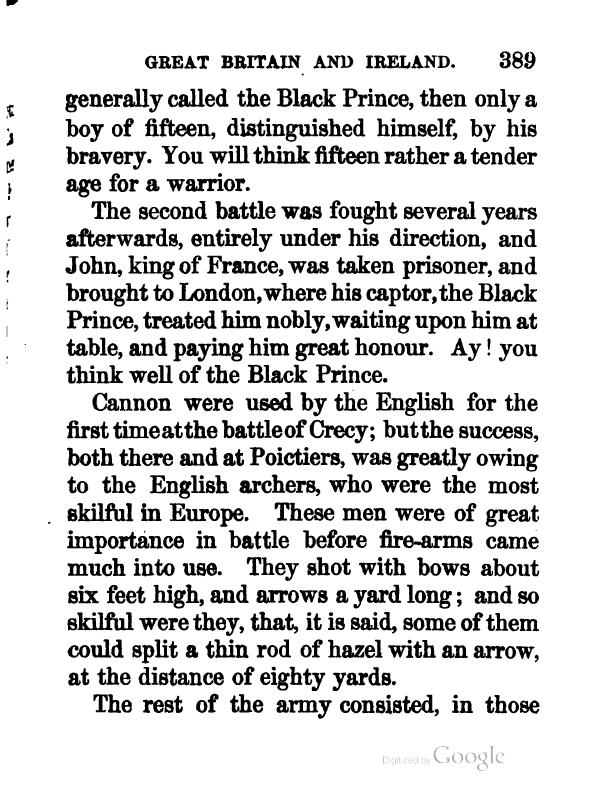 GREAT BRITAIN AND IRELAND. 389
generally called the Black Prince, then only a
boy of fifteen, distinguished himself, by his
bravery. You will think fifteen rather a tender
age for a warrior.
The second battle was fought several years
afterwards, entirely under his direction, and
John, king of France, was taken prisoner, and
brought to London, where his captor, the Black
Prince, treated him nobly, waiting upon him at
table, and paying him great honour. Ay! you
think well of the Black Prince.
Cannon were used by the English for the
first time at the battle of Crecy; but the success,
both there and at Poictiers, was greatly owing
to the English archers, who were the most
skilful in Europe. These men were of great
importance in battle before fire-arms came
much into use. They shot with bows about
six feet high, and arrows a yard long; and so
skilful were they, that, it is said, some of them
could split a thin rod of hazel with an arrow,
at the distance of eighty yards.
The rest of the army consisted, in those
Digitized by Google